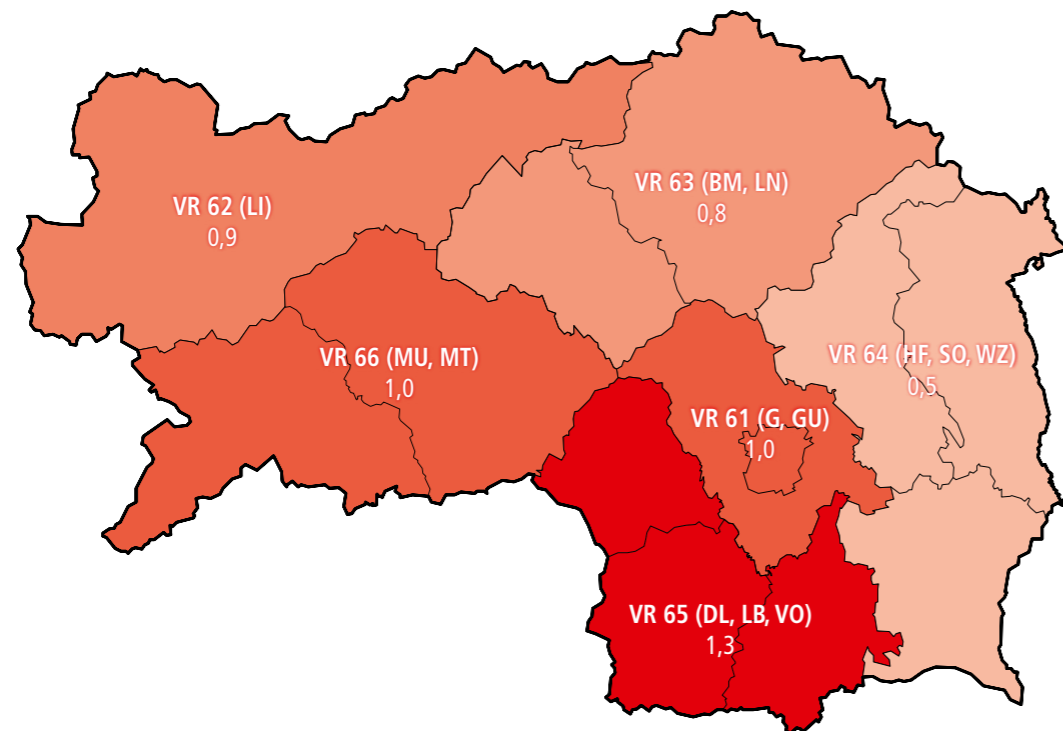 VR 63 (BM, LN)
0,8
VR 62 (LI)
0,9
VR 66 (MU, MT)
1,0
VR 64 (HF, SO, WZ)
0,5
VR 61 (G, GU)
1,0
VR 65 (DL, LB, VO)
1,3